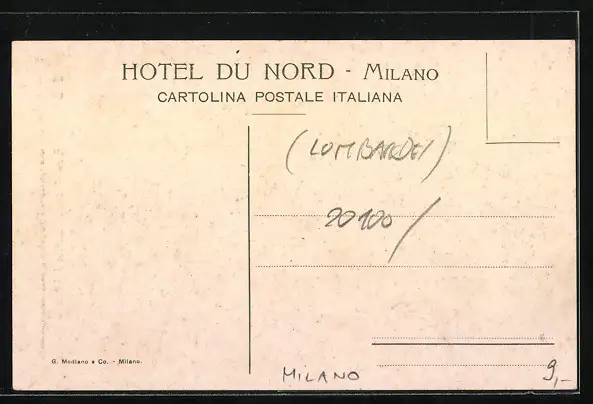 HOTEL DU NORD - MILANO
CARTOLINA POSTALE ITALIANA
(LOMBARDEI)
20100/
G. Modiano e Co. - Milano.
MILANO
9,-